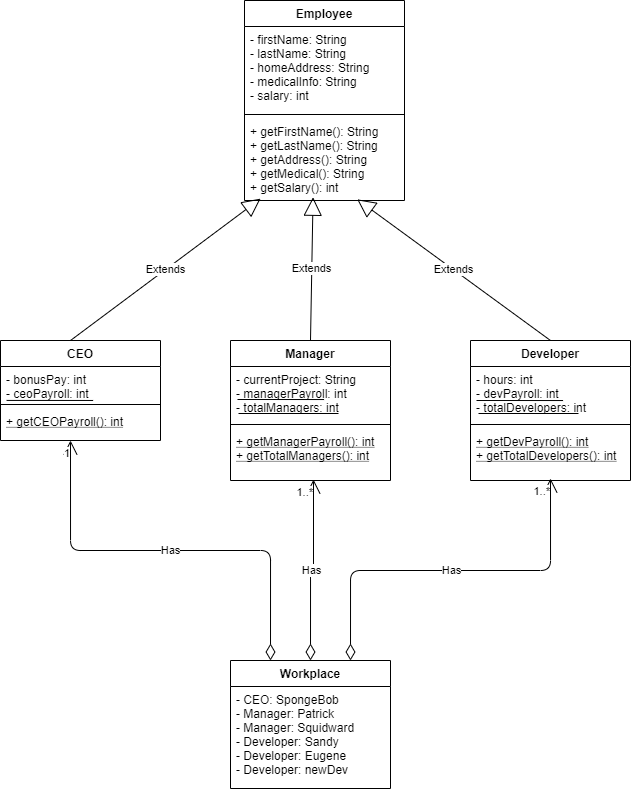 Employee
- firstName: String
- lastName: String
- homeAddress: String
- medicalInfo: String
- salary: int
+ getFirstName(): String
+ getLastName(): String
+ getAddress(): String
+ getMedical(): String
+ getSalary(): int
Extends
Extends
Extends
CEO
- bonusPay: int
- ceoPayroll: int
+ getCEOPayroll(): int
Manager
- currentProject: String
- managerPayroll: int
- totalManagers: int
+ getManagerPayroll(): int
+ getTotalManagers(): int
Developer
- hours: int
- devPayroll: int
- totalDevelopers: int
+ getDevPayroll(): int
+ getTotalDevelopers(): int
1
1..*
1..*
Has
Has
Has
Workplace
- CEO: SpongeBob
- Manager: Patrick
- Manager: Squidward
- Developer: Sandy
- Developer: Eugene
- Developer: newDev